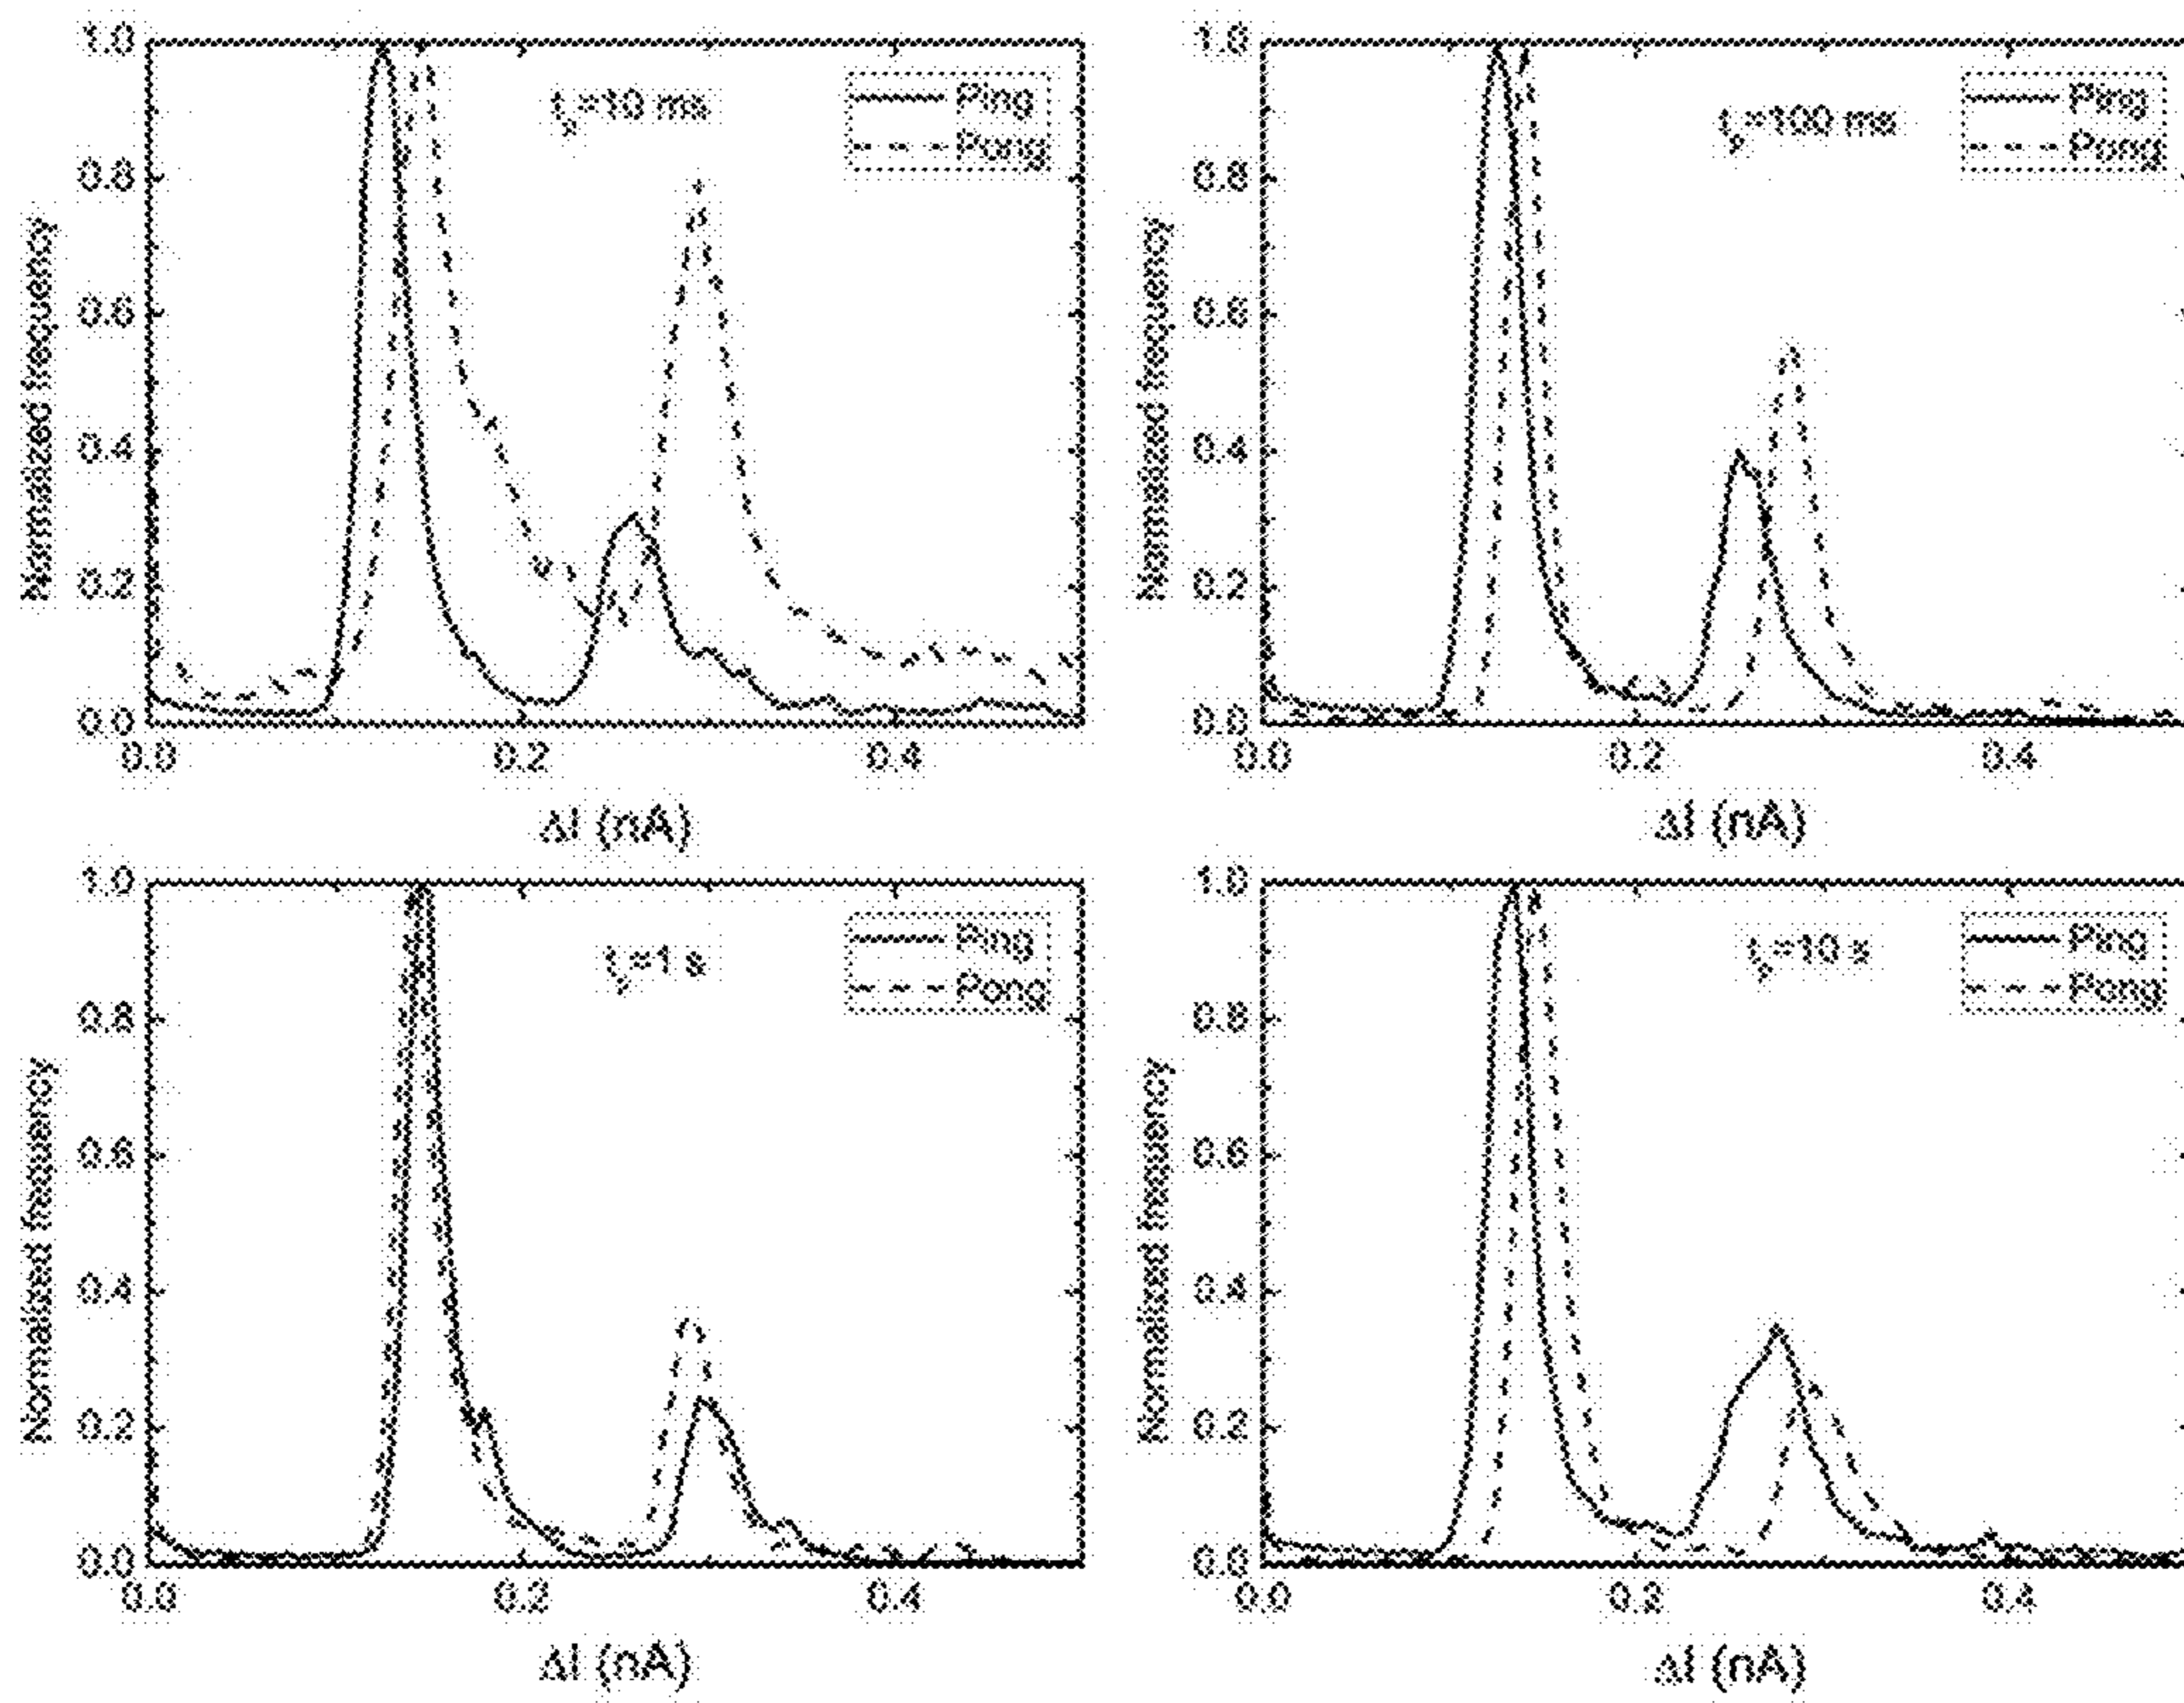 1.0
0.8
0.6
0.4
0.2
0.0
0.0 0.2 0.4
Normalized frequency
ΔI (nA)
tp=10 ms
Ping
Pong
1.0
0.8
0.6
0.4
0.2
0.0
0.0 0.2 0.4
Normalized frequency
ΔI (nA)
tp=100 ms
Ping
Pong
1.0
0.8
0.6
0.4
0.2
0.0
0.0 0.2 0.4
Normalized frequency
ΔI (nA)
tp=1 s
Ping
Pong
1.0
0.8
0.6
0.4
0.2
0.0
0.0 0.2 0.4
Normalized frequency
ΔI (nA)
tp=10 s
Ping
Pong